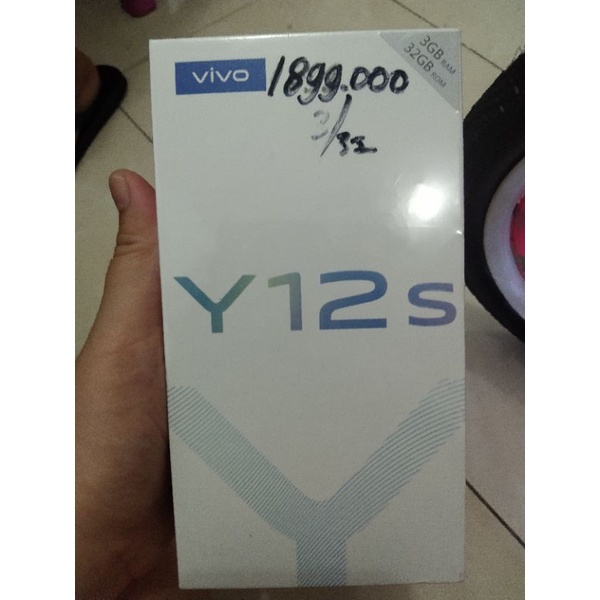 vivo 1899.000
3GB RAM
32GB ROM
3/32
Y12s